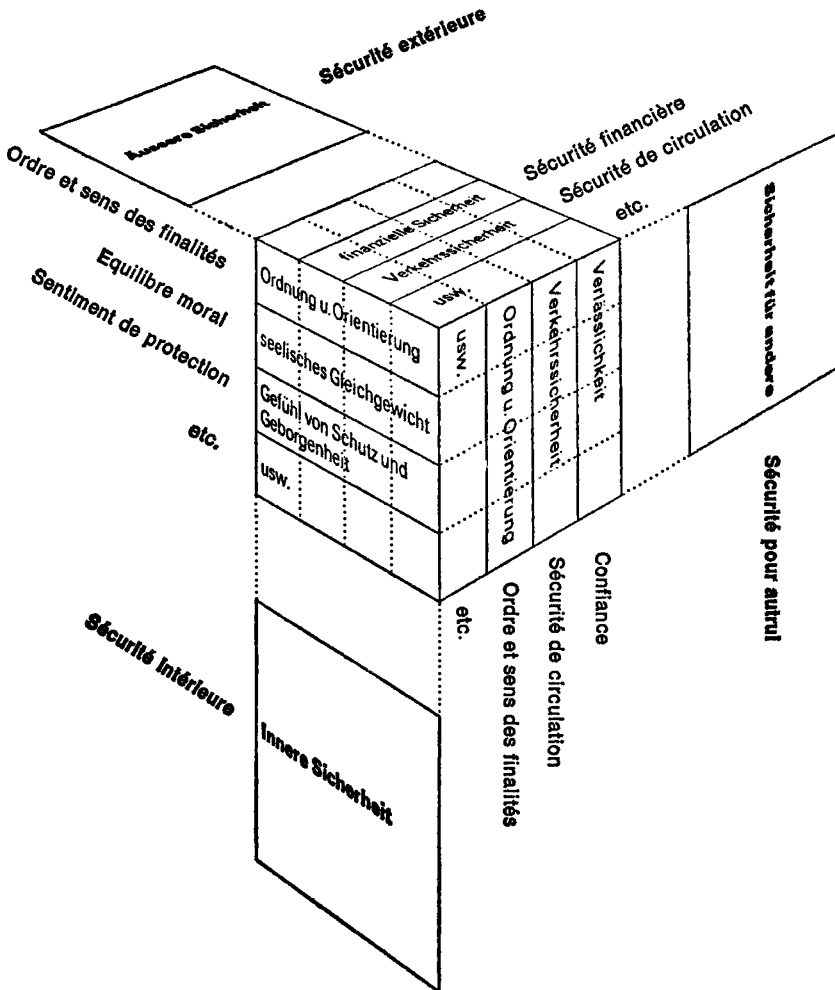 Sécurité extérieure
Äussere Sicherheit
Sécurité financière
Sécurité de circulation
etc.
Ordre et sens des finalités
Equilibre moral
Sentiment de protection
etc.
finanzielle Sicherheit
Verkehrssicherheit
usw.
Ordnung u. Orientierung
seelisches Gleichgewicht
Gefühl von Schutz und
Geborgenheit
usw.
usw.
Ordnung u. Orientierung
Verkehrssicherheit
Verlässlichkeit
Sicherheit für andere
Sécurité pour autrui
etc.
Ordre et sens des finalités
Sécurité de circulation
Confiance
Sécurité intérieure
Innere Sicherheit